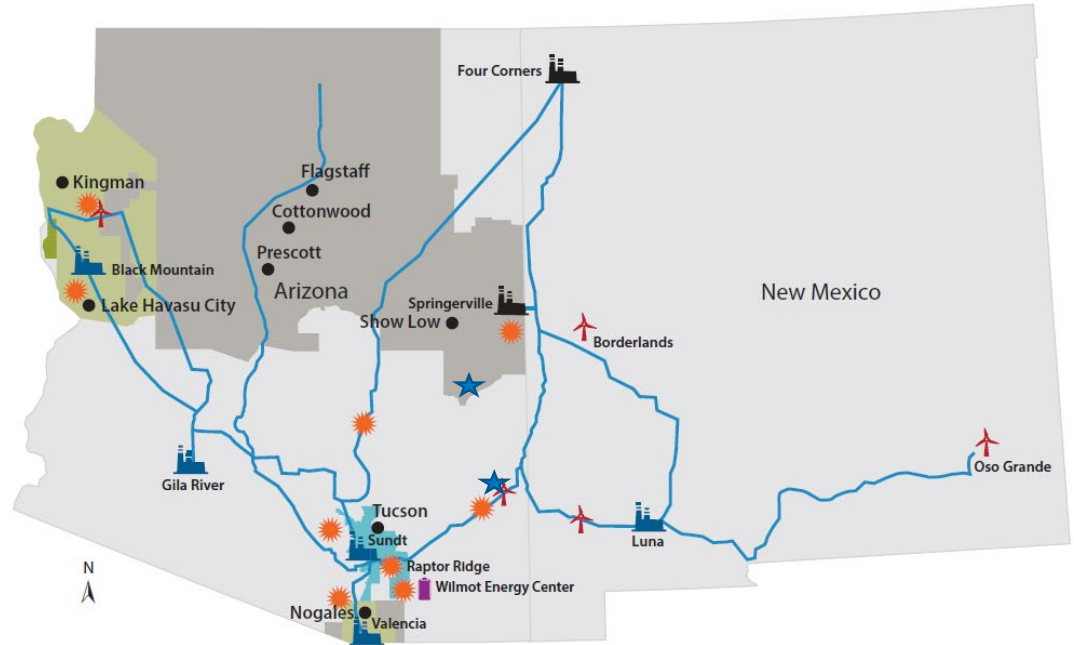 Four Corners
Kingman
Flagstaff
Cottonwood
Prescott
Black Mountain
Arizona
New Mexico
Lake Havasu City
Springerville
Show Low
Borderlands
Oso Grande
Gila River
Tucson
Sundt
Luna
Raptor Ridge
Wilmot Energy Center
N
Nogales
Valencia